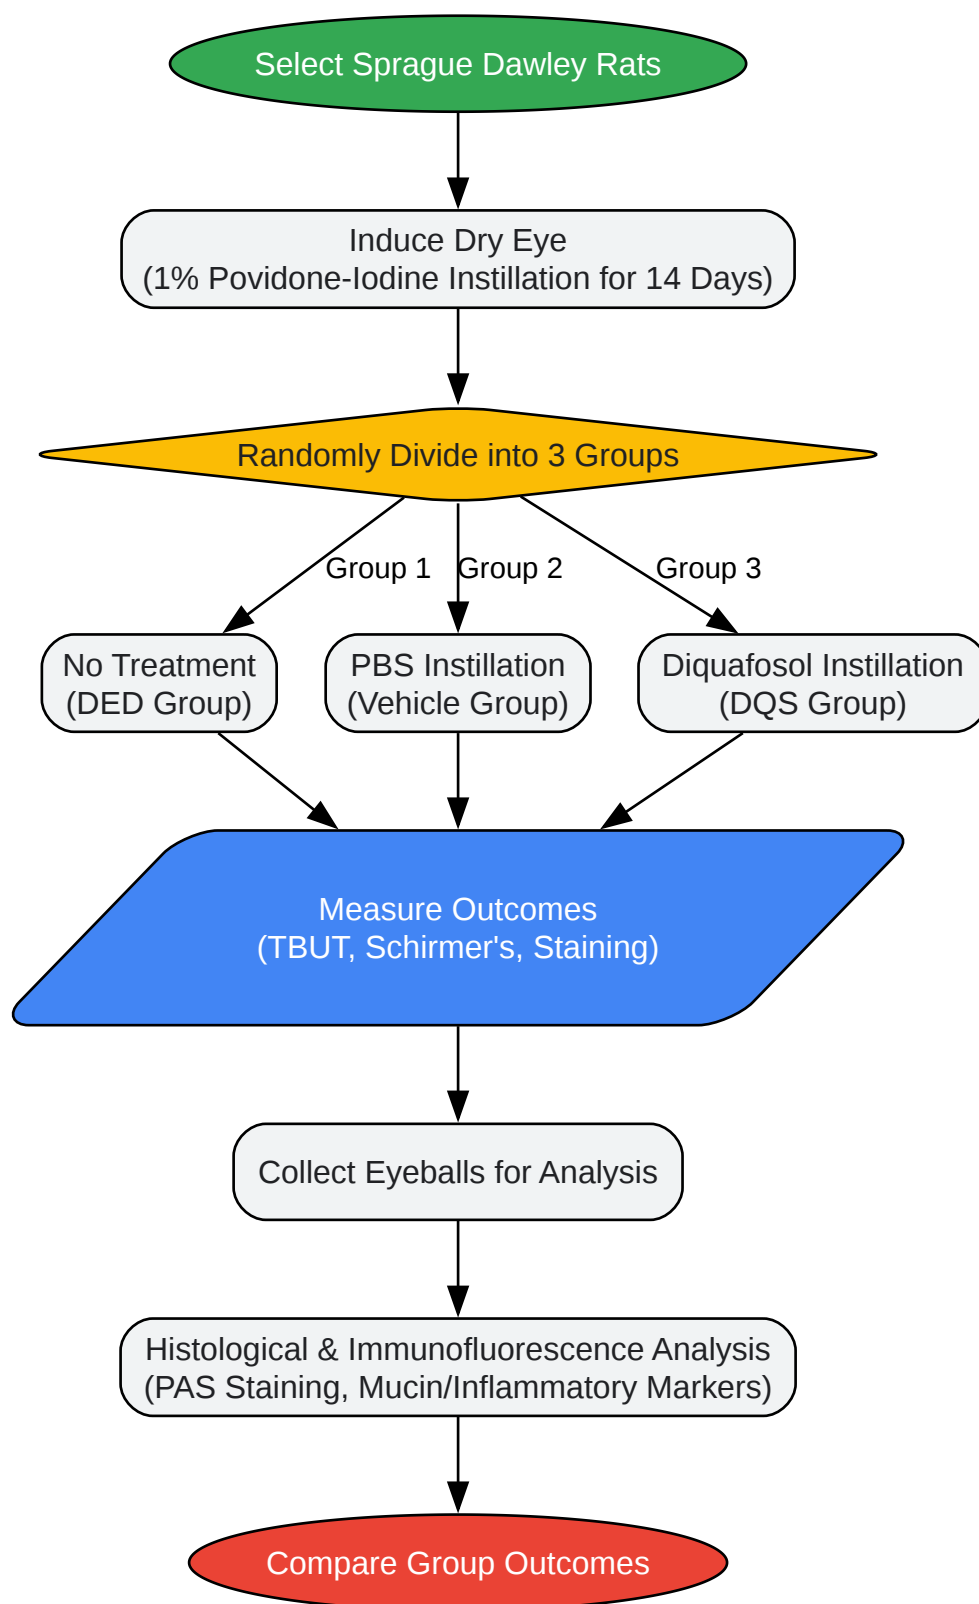 Select Sprague Dawley Rats
Induce Dry Eye
(1% Povidone-Iodine Instillation for 14 Days)
Randomly Divide into 3 Groups
Group 1
Group 2
Group 3
No Treatment
(DED Group)
PBS Instillation
(Vehicle Group)
Diquafosol Instillation
(DQS Group)
Measure Outcomes
(TBUT, Schirmer's, Staining)
Collect Eyeballs for Analysis
Histological & Immunofluorescence Analysis
(PAS Staining, Mucin/Inflammatory Markers)
Compare Group Outcomes